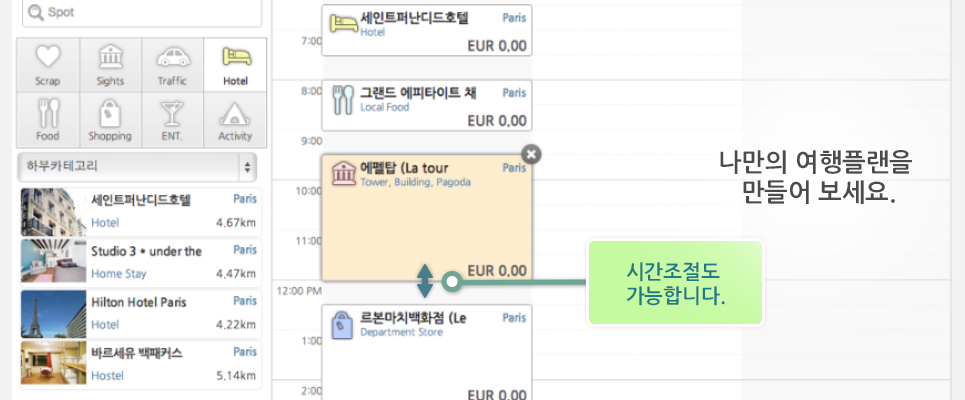 Spot
Scrap
Sights
Traffic
Hotel
Food
Shopping
ENT.
Activity
하부카테고리
세인트퍼난디드호텔 Paris
Hotel 4.67km
Studio 3 * under the Paris
Home Stay 4.47km
Hilton Hotel Paris Paris
Hotel 4.22km
바르세유 백패커스 Paris
Hostel 5.14km
세인트퍼난디드호텔 Paris
Hotel
7:00
EUR 0.00
8:00
그랜드 에피타이트 채 Paris
Local Food
EUR 0.00
9:00
에펠탑 (La tour Paris
Tower, Building, Pagoda
10:00
11:00
EUR 0.00
12:00 PM
르본마치백화점 (Le Paris
Department Store
1:00
2:00
EUR 0.00
나만의 여행플랜을
만들어 보세요.
시간조절도
가능합니다.